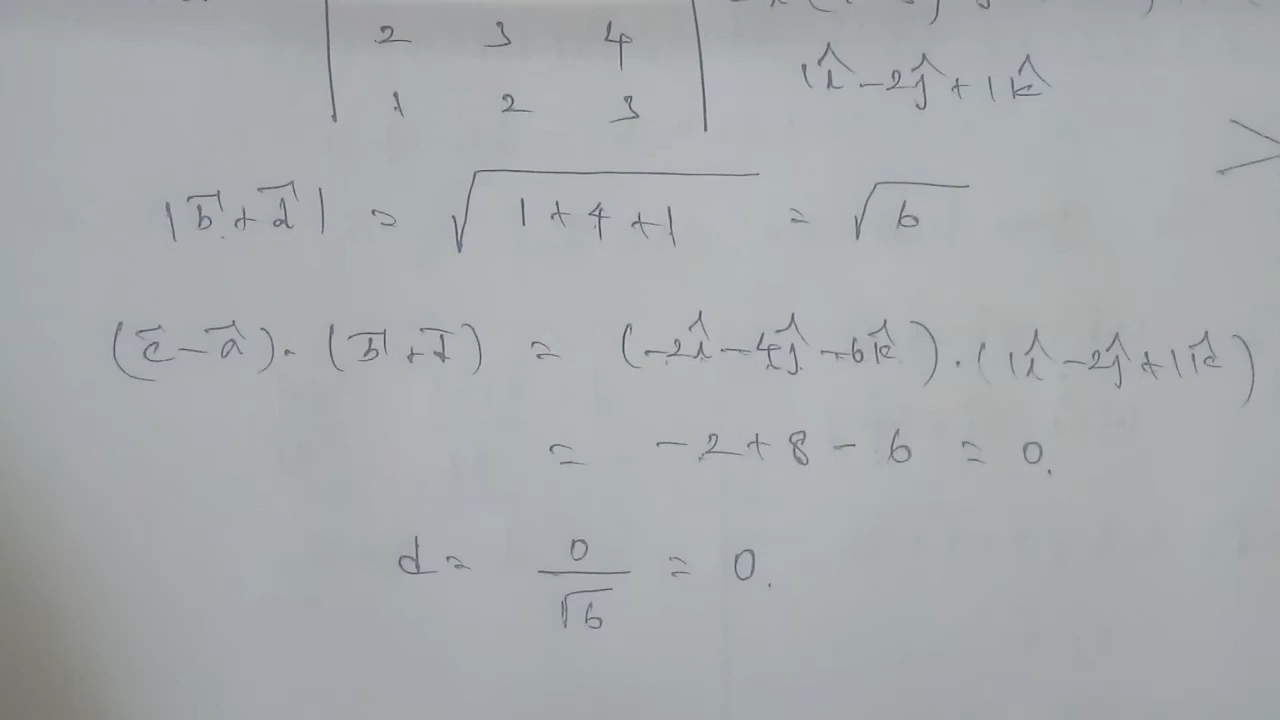 2 3 4
1 2 3
1î - 2ĵ + 1k̂
|b⃗ + d⃗| = √(1 + 4 + 1) = √6
(c⃗ - a⃗) . (b⃗ + d⃗) = (-2î - 4ĵ - 6k̂) . (1î - 2ĵ + 1k̂)
= -2 + 8 - 6 = 0.
d = 0/√6 = 0.